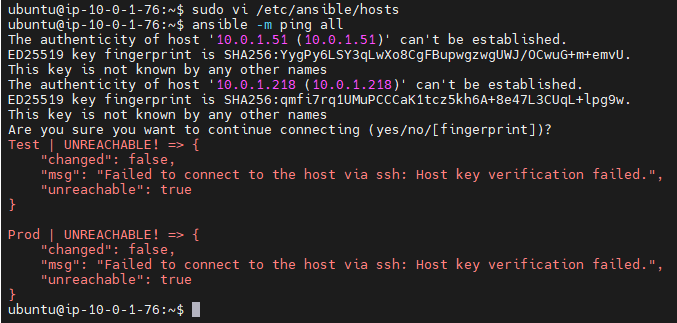 ubuntu@ip-10-0-1-76:~$ sudo vi /etc/ansible/hosts
ubuntu@ip-10-0-1-76:~$ ansible -m ping all
The authenticity of host '10.0.1.51 (10.0.1.51)' can't be established.
ED25519 key fingerprint is SHA256:YygPy6LSY3qLwXo8CgFBupwgzwgUWJ/OCwuG+m+emvU.
This key is not known by any other names
The authenticity of host '10.0.1.218 (10.0.1.218)' can't be established.
ED25519 key fingerprint is SHA256:qmfi7rq1UMuPCCCaK1tcz5kh6A+8e47L3CUqL+lpg9w.
This key is not known by any other names
Are you sure you want to continue connecting (yes/no/[fingerprint])?
Test | UNREACHABLE! => {
    "changed": false,
    "msg": "Failed to connect to the host via ssh: Host key verification failed.",
    "unreachable": true
}
Prod | UNREACHABLE! => {
    "changed": false,
    "msg": "Failed to connect to the host via ssh: Host key verification failed.",
    "unreachable": true
}
ubuntu@ip-10-0-1-76:~$